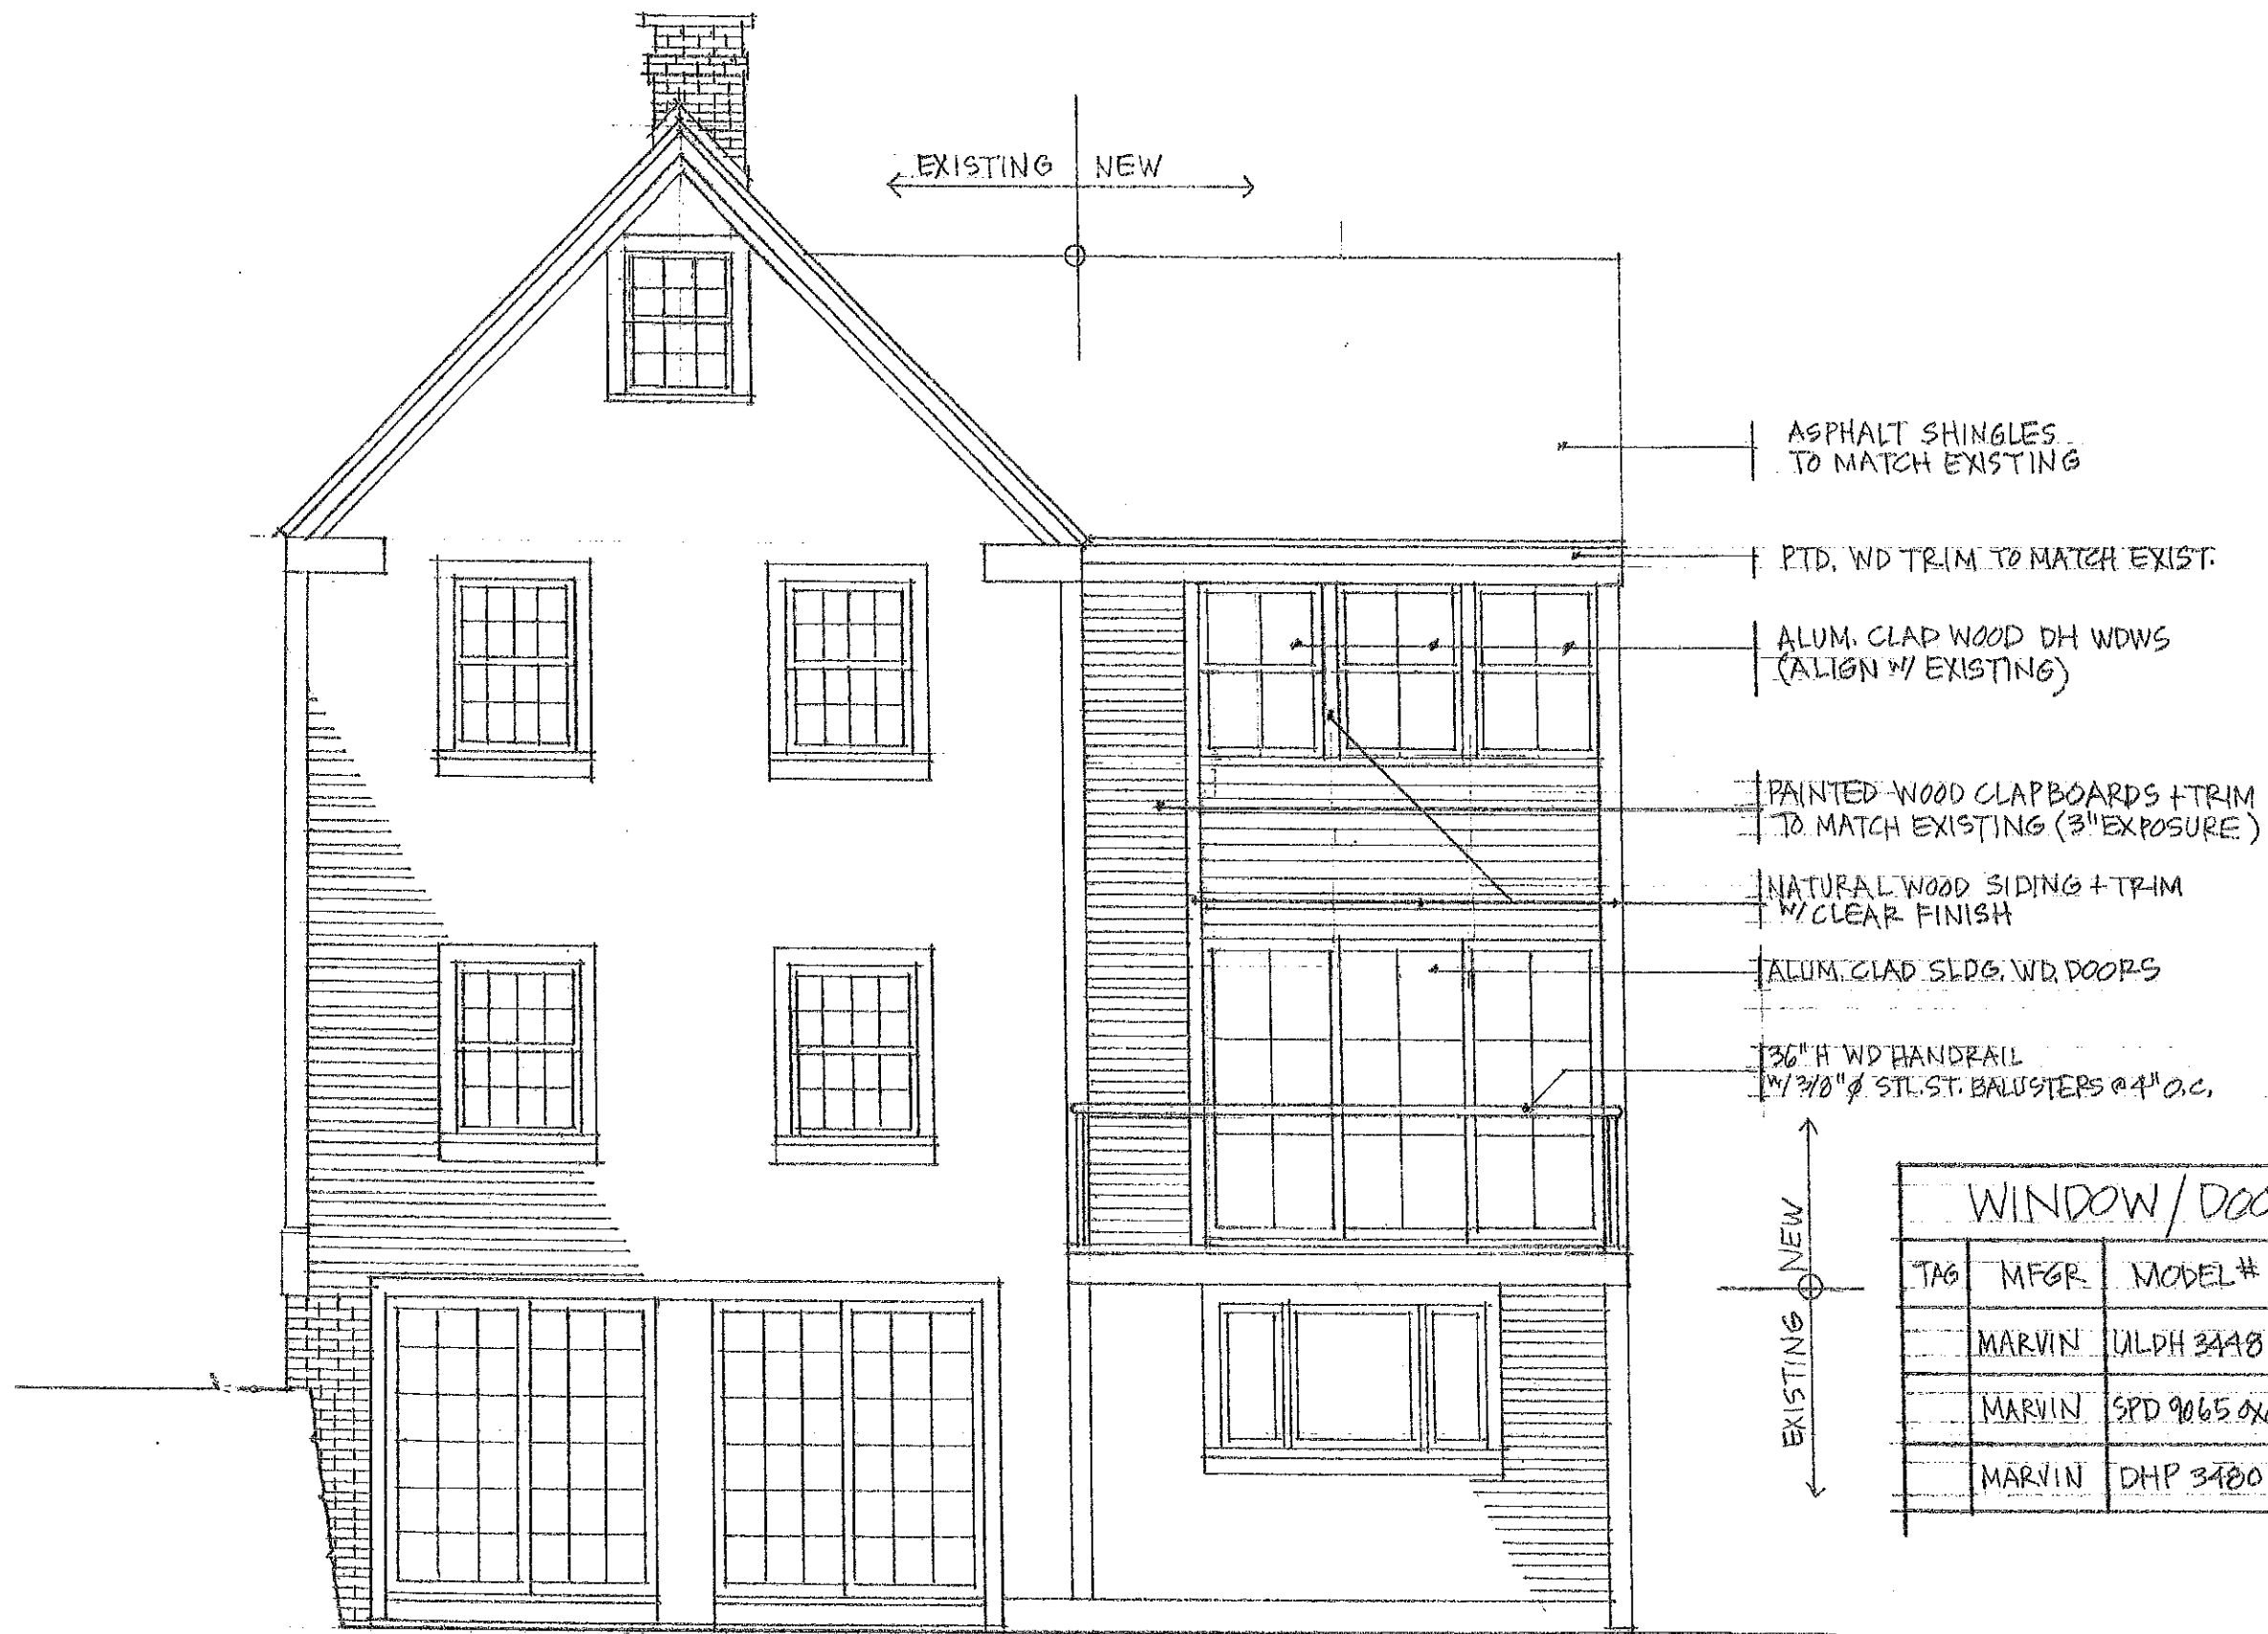 EXISTING NEW
ASPHALT SHINGLES
TO MATCH EXISTING
PTD. WD TRIM TO MATCH EXIST.
ALUM. CLAD WOOD DH WDWS
(ALIGN W/ EXISTING)
PAINTED WOOD CLAPBOARDS + TRIM
TO MATCH EXISTING (3" EXPOSURE)
NATURAL WOOD SIDING + TRIM
W/ CLEAR FINISH
ALUM. CLAD SLDG. WD. DOORS
36" H WD HANDRAIL
W/ 3/8" Ø STL. ST. BALUSTERS @ 4" O.C.
NEW
EXISTING
WINDOW / DOO
TAG MFGR MODEL #
MARVIN ULDH 3448
MARVIN SPD 9065
MARVIN DHP 3480